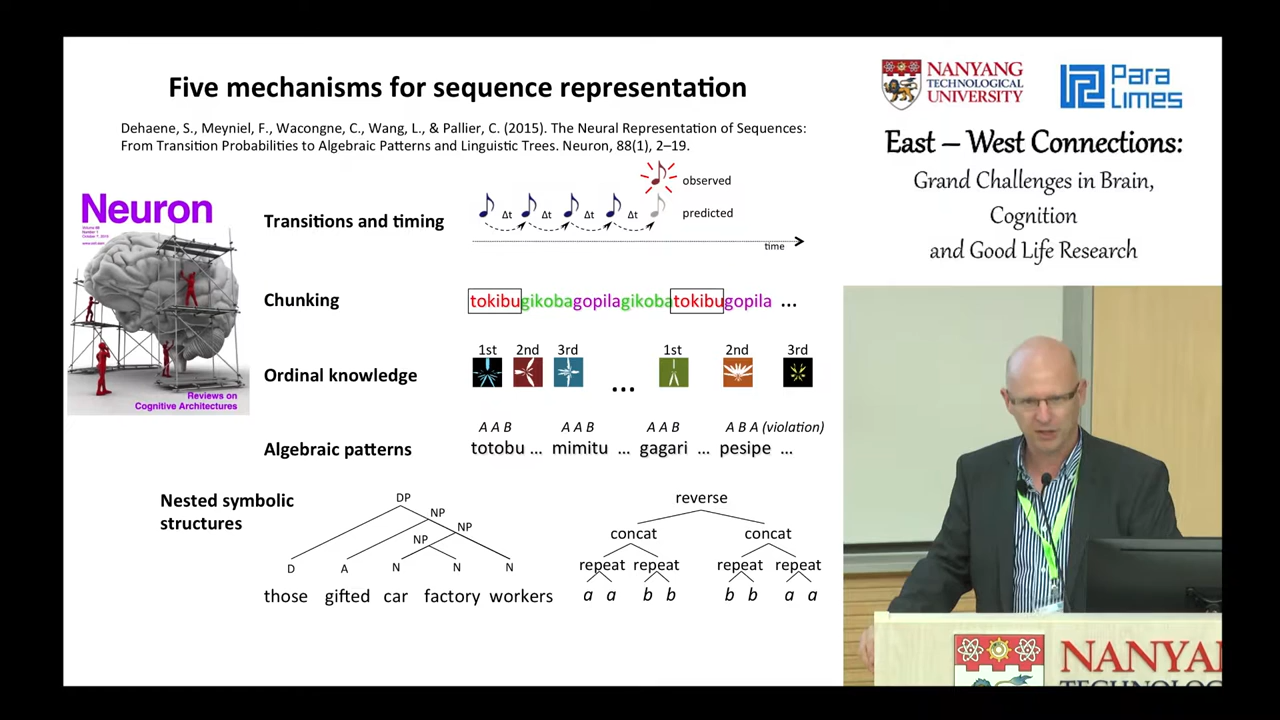 Five mechanisms for sequence representation
Dehaene, S., Meyniel, F., Wacongne, C., Wang, L., & Pallier, C. (2015). The Neural Representation of Sequences:
From Transition Probabilities to Algebraic Patterns and Linguistic Trees. Neuron, 88(1), 2–19.
Neuron
Reviews on
Cognitive Architectures
Transitions and timing
observed
Δt Δt Δt Δt predicted
time
Chunking
tokibugikobagopilagikobatokibugopila ...
Ordinal knowledge
1st 2nd 3rd ... 1st 2nd 3rd
Algebraic patterns
A A B A A B A A B A B A (violation)
totobu ... mimitu ... gagari ... pesipe ...
Nested symbolic
structures
DP
NP
NP
NP
D A N N N
those gifted car factory workers
reverse
concat concat
repeat repeat repeat repeat
a a b b b b a a
NANYANG
TECHNOLOGICAL
UNIVERSITY
Para
Limes
East – West Connections:
Grand Challenges in Brain,
Cognition
and Good Life Research
NANYA
TECHNOLOG